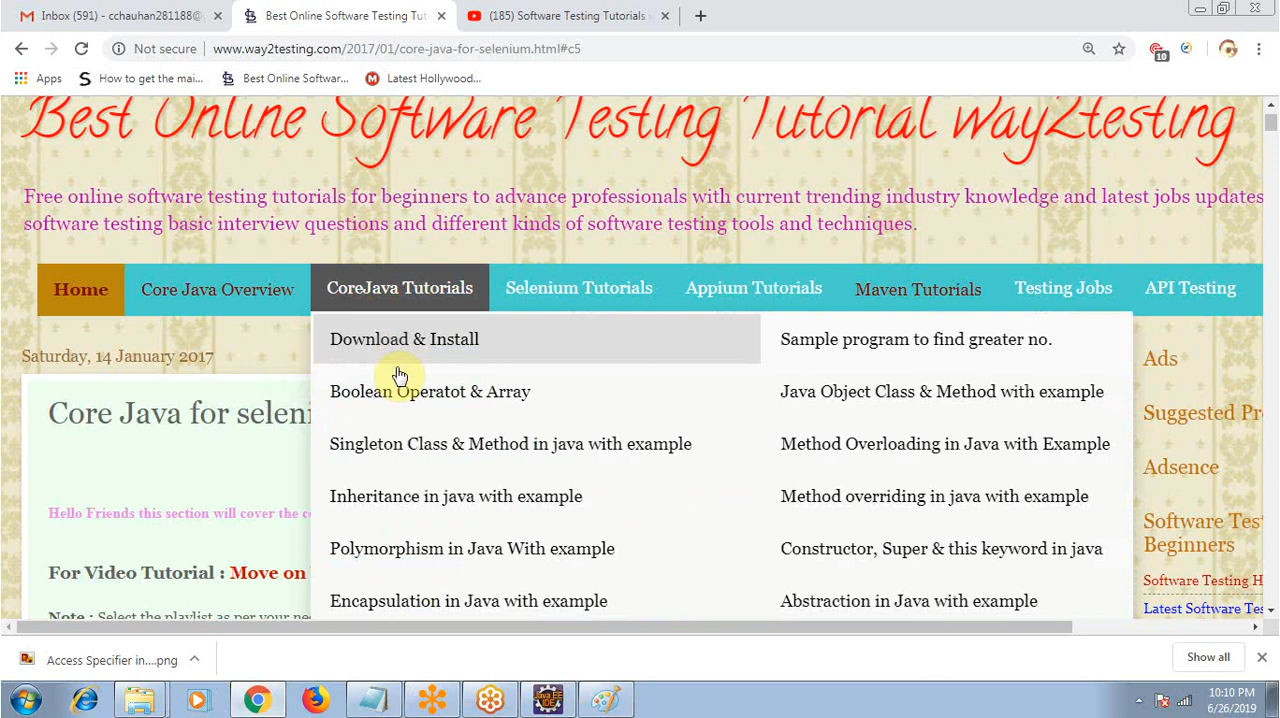 Inbox (591) - cchauhan281188@
Best Online Software Testing Tut
(185) Software Testing Tutorials
Not secure
www.way2testing.com/2017/01/core-java-for-selenium.html#c5
10
Apps
How to get the mai...
Best Online Softwar...
Latest Hollywood...
Best Online Software Testing Tutorial way2testing
Free online software testing tutorials for beginners to advance professionals with current trending industry knowledge and latest jobs updates
software testing basic interview questions and different kinds of software testing tools and techniques.
Home
Core Java Overview
CoreJava Tutorials
Selenium Tutorials
Appium Tutorials
Maven Tutorials
Testing Jobs
API Testing
Saturday, 14 January 2017
Core Java for seleni
Hello Friends this section will cover the c
For Video Tutorial : Move on
Note : Select the playlist as per your ne
Download & Install
Sample program to find greater no.
Boolean Operatot & Array
Java Object Class & Method with example
Singleton Class & Method in java with example
Method Overloading in Java with Example
Inheritance in java with example
Method overriding in java with example
Polymorphism in Java With example
Constructor, Super & this keyword in java
Encapsulation in Java with example
Abstraction in Java with example
Ads
Suggested Pr
Adsence
Software Tes
Beginners
Software Testing H
Latest Software Tes
Access Specifier in....png
Show all
Java EE
IDE
10:10 PM
6/26/2019